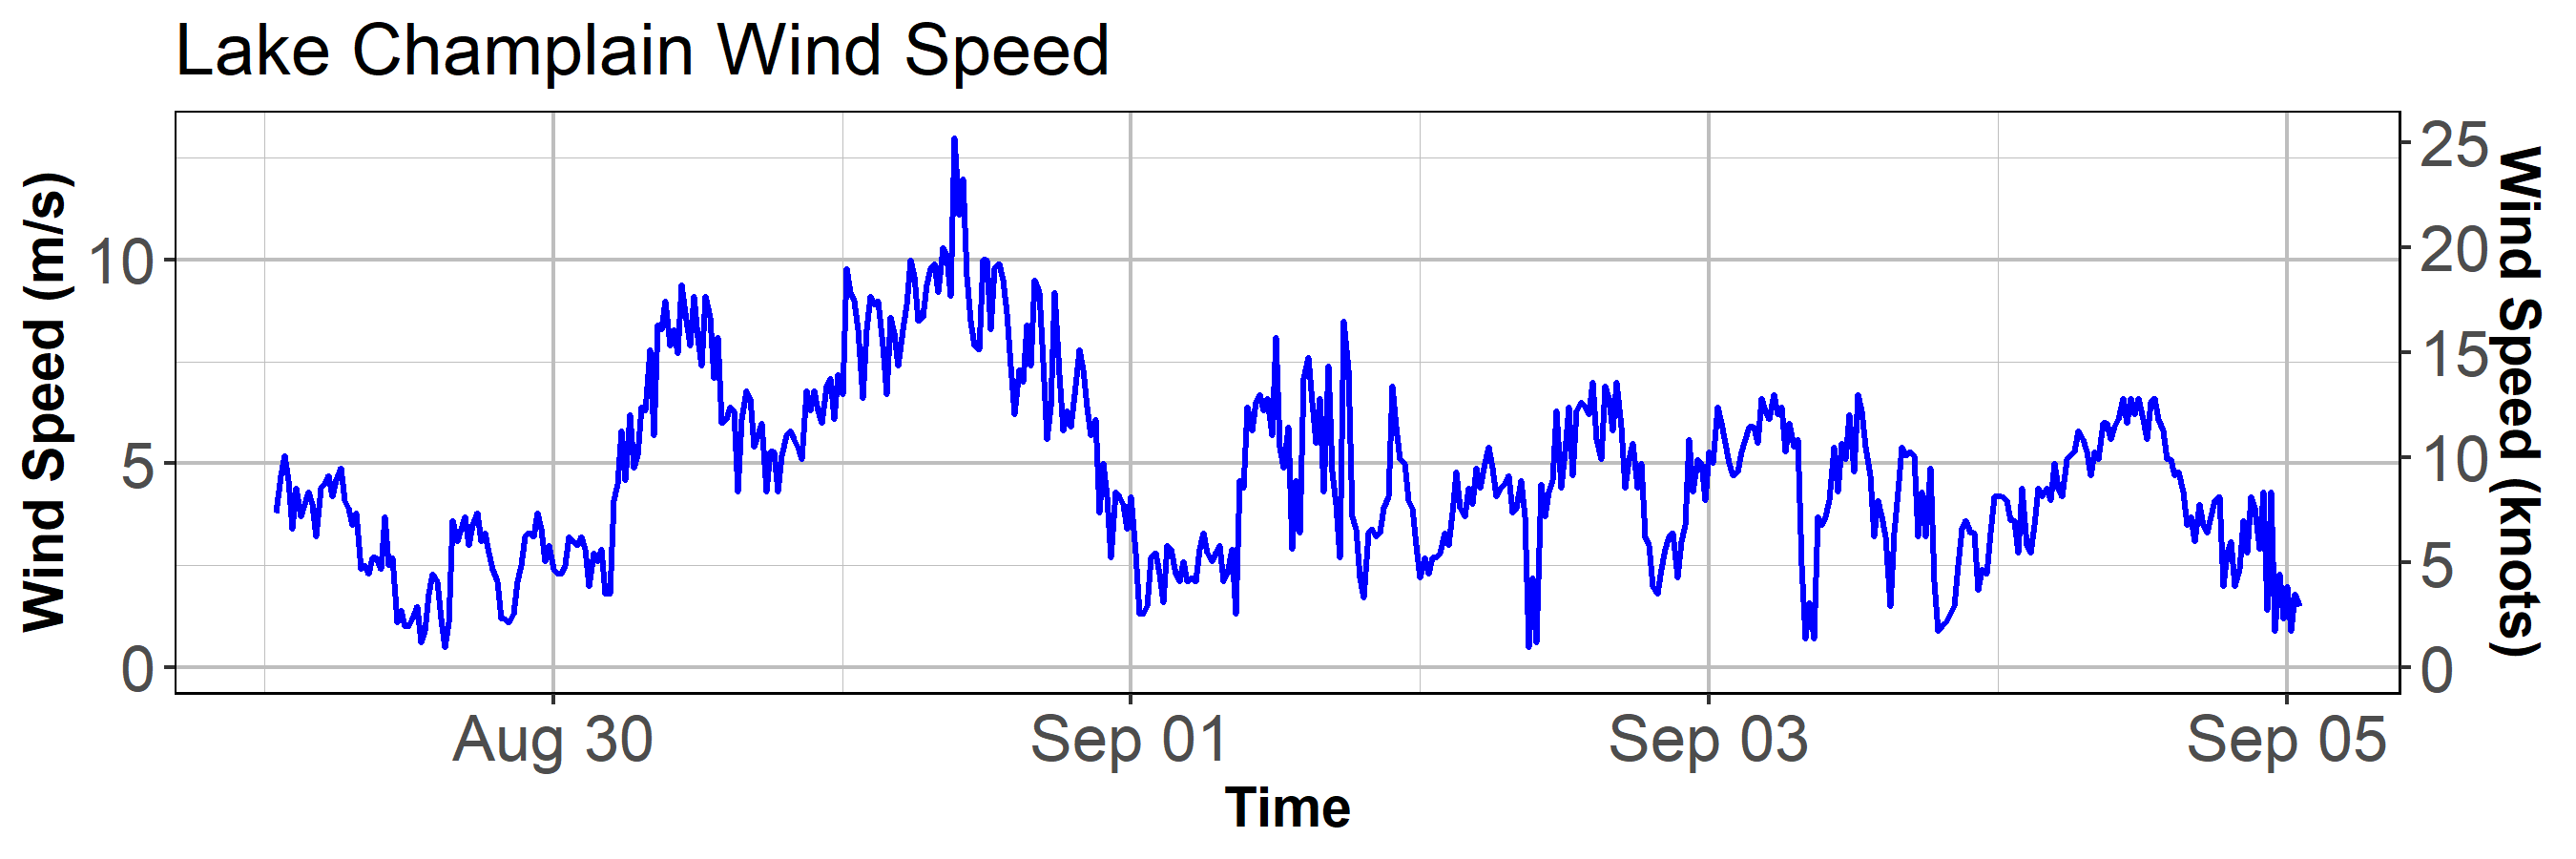 Lake Champlain Wind Speed
Wind Speed (m/s)
10
5
0
25
20
15
10
5
0
Wind Speed (knots)
Aug 30
Sep 01
Sep 03
Sep 05
Time